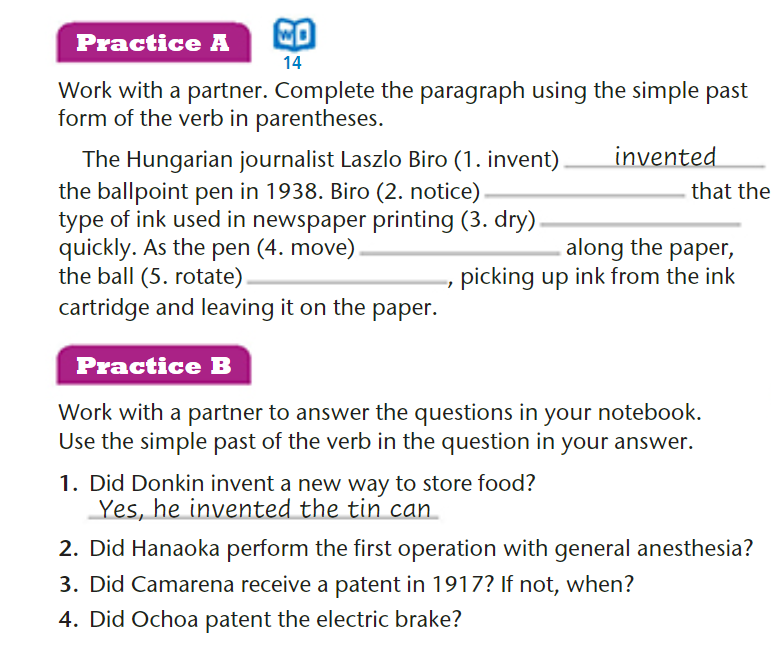 Practice A
WB
14
Work with a partner. Complete the paragraph using the simple past
form of the verb in parentheses.
The Hungarian journalist Laszlo Biro (1. invent) invented
the ballpoint pen in 1938. Biro (2. notice) ____________ that the
type of ink used in newspaper printing (3. dry) ____________
quickly. As the pen (4. move) ____________ along the paper,
the ball (5. rotate) ____________, picking up ink from the ink
cartridge and leaving it on the paper.
Practice B
Work with a partner to answer the questions in your notebook.
Use the simple past of the verb in the question in your answer.
1. Did Donkin invent a new way to store food?
Yes, he invented the tin can
2. Did Hanaoka perform the first operation with general anesthesia?
3. Did Camarena receive a patent in 1917? If not, when?
4. Did Ochoa patent the electric brake?